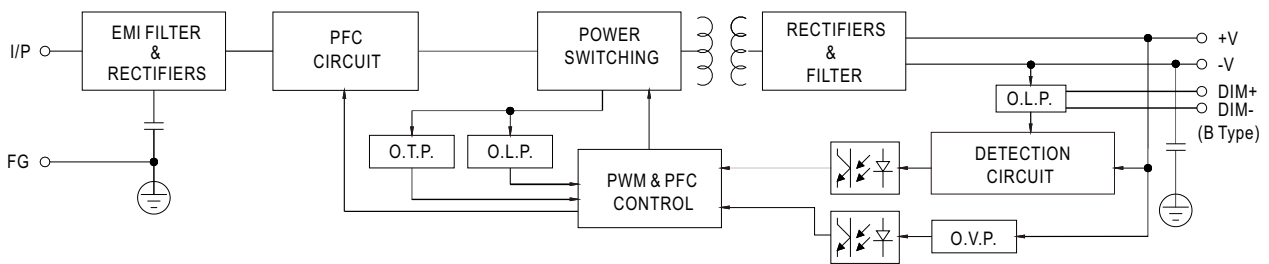 I/P
EMI FILTER
&
RECTIFIERS
PFC
CIRCUIT
POWER
SWITCHING
RECTIFIERS
&
FILTER
+V
-V
DIM+
DIM-
(B Type)
O.L.P.
FG
O.T.P.
O.L.P.
PWM & PFC
CONTROL
DETECTION
CIRCUIT
O.V.P.